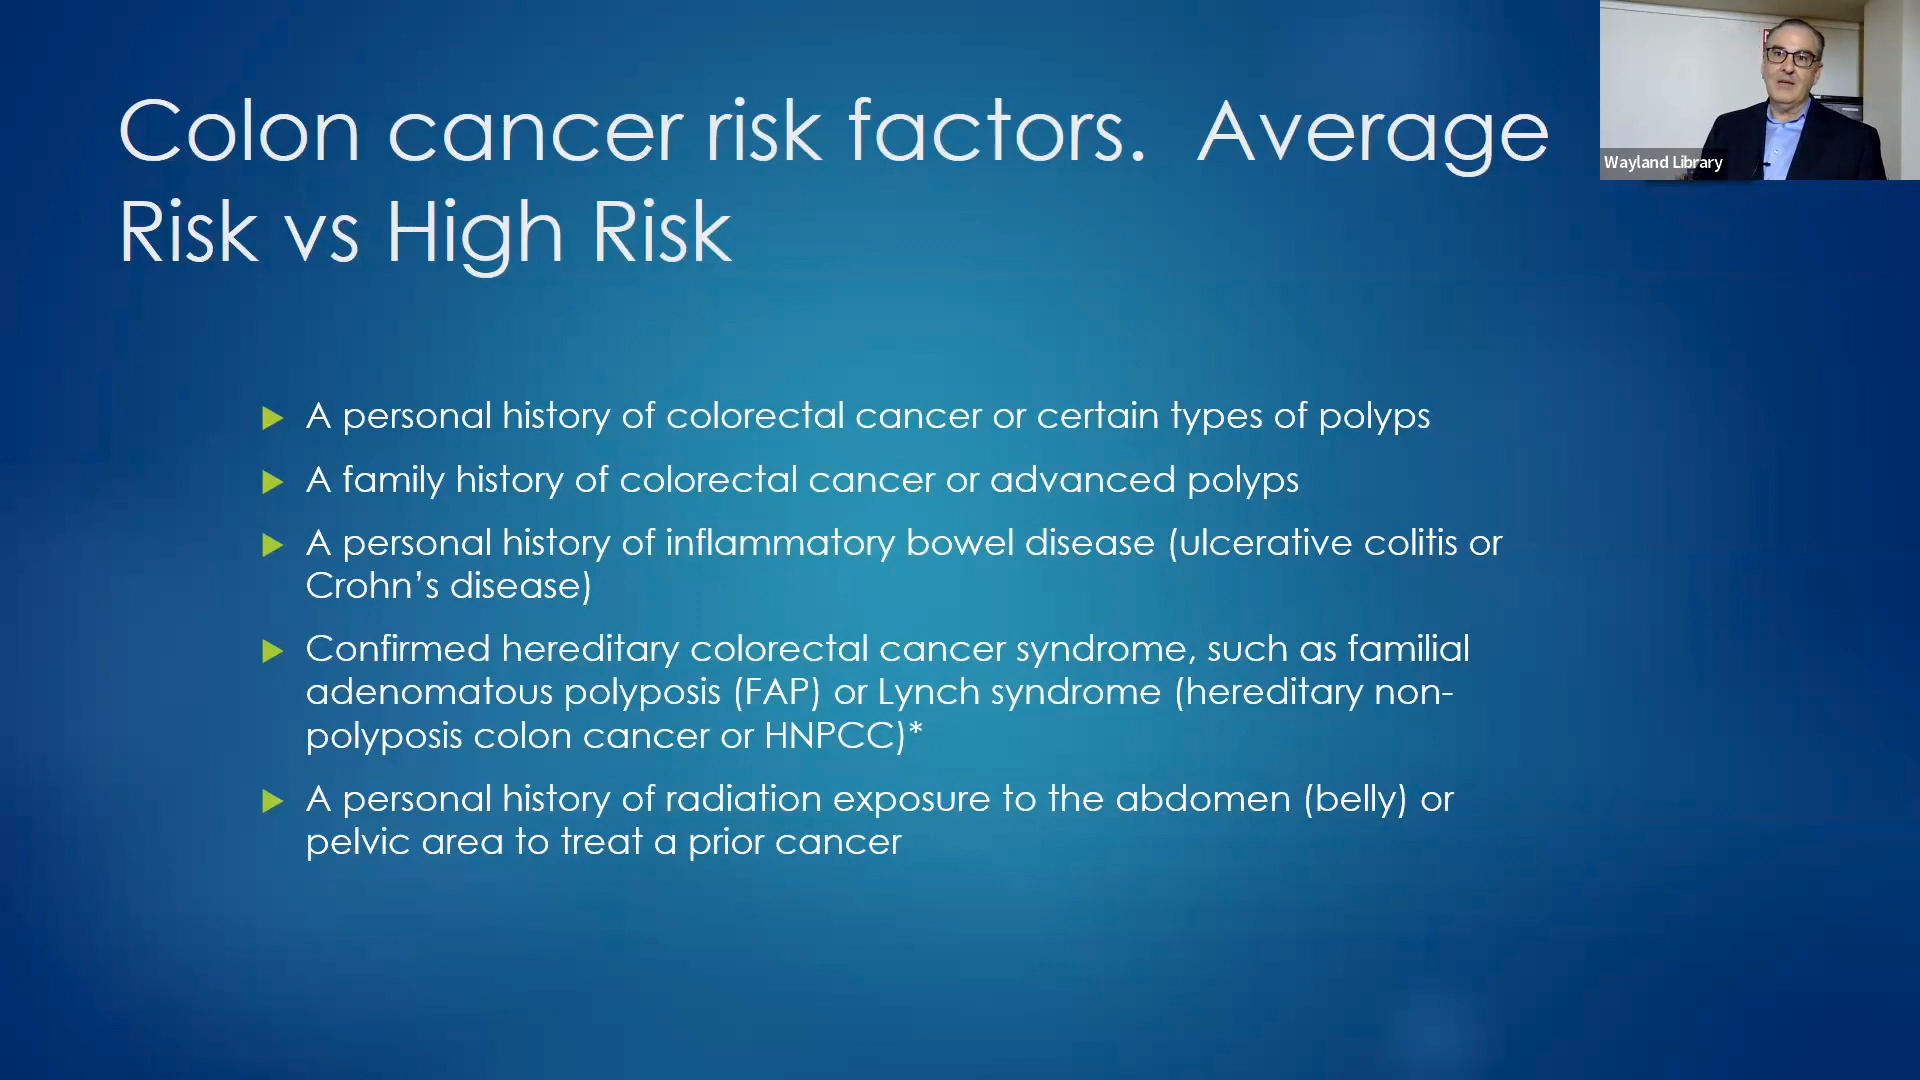 Colon cancer risk factors.  Average
Risk vs High Risk
Wayland Library
A personal history of colorectal cancer or certain types of polyps
A family history of colorectal cancer or advanced polyps
A personal history of inflammatory bowel disease (ulcerative colitis or
Crohn’s disease)
Confirmed hereditary colorectal cancer syndrome, such as familial
adenomatous polyposis (FAP) or Lynch syndrome (hereditary non-
polyposis colon cancer or HNPCC)*
A personal history of radiation exposure to the abdomen (belly) or
pelvic area to treat a prior cancer